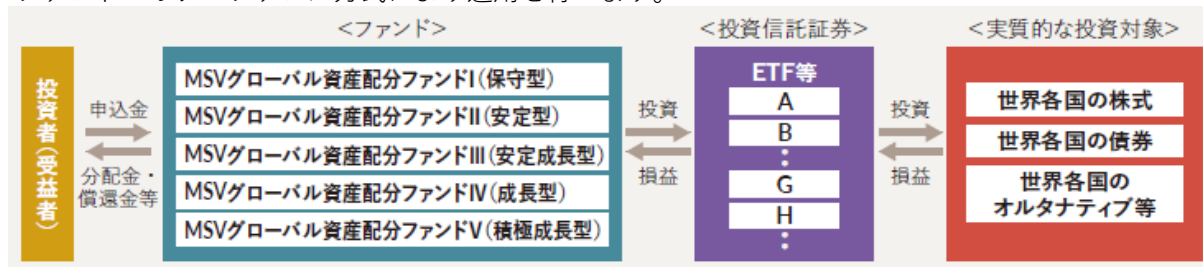 <ファンド>
<投資信託証券>
<実質的な投資対象>
投資者(受益者)
申込金
分配金・
償還金等
MSVグローバル資産配分ファンドI(保守型)
MSVグローバル資産配分ファンドII(安定型)
MSVグローバル資産配分ファンドIII(安定成長型)
MSVグローバル資産配分ファンドIV(成長型)
MSVグローバル資産配分ファンドV(積極成長型)
投資
損益
ETF等
A
B
⋮
G
H
⋮
投資
損益
世界各国の株式
世界各国の債券
世界各国の
オルタナティブ等